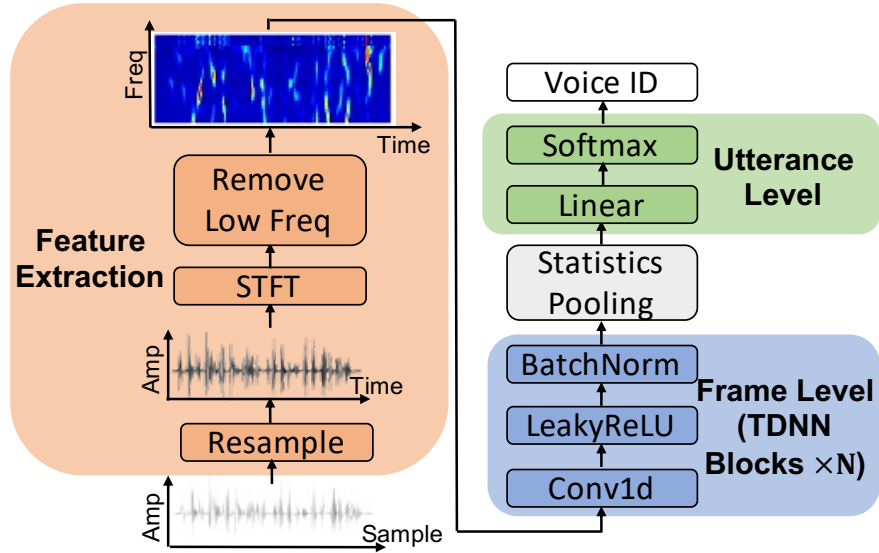 Freq
Time
Remove
Low Freq
Feature
Extraction
STFT
Amp
Time
Resample
Amp
Sample
Voice ID
Softmax
Linear
Utterance
Level
Statistics
Pooling
BatchNorm
LeakyReLU
Conv1d
Frame Level
(TDNN
Blocks ×N)